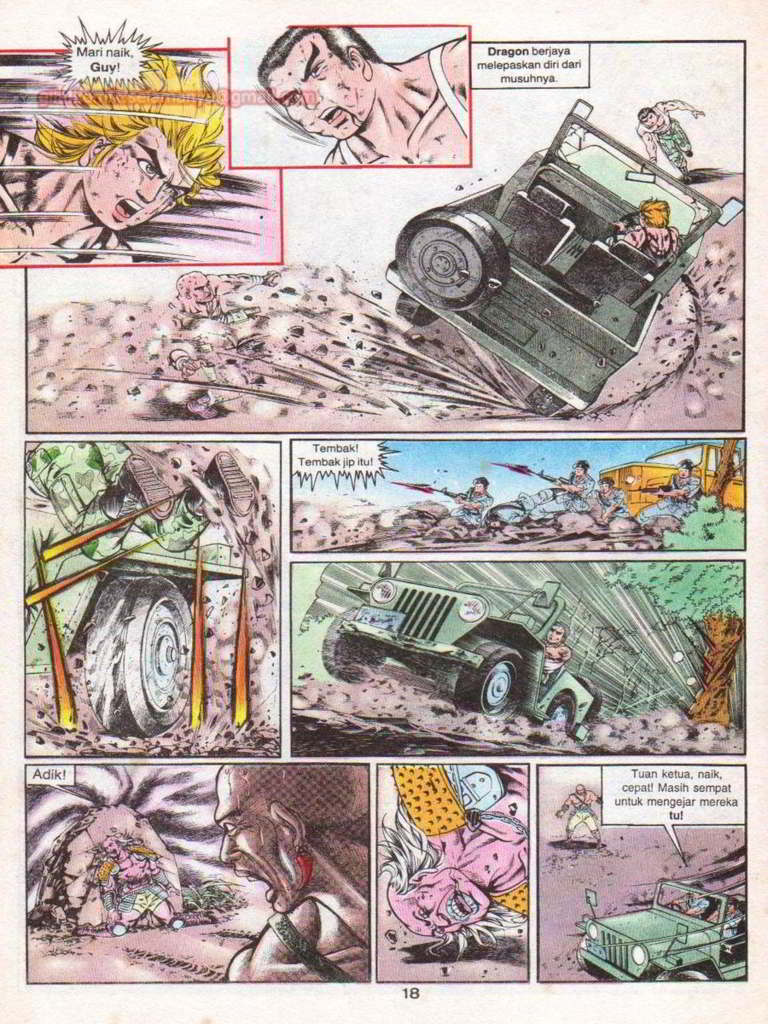 Mari naik,
Guy!
Dragon berjaya
melepaskan diri dari
musuhnya.
Tembak!
Tembak jip itu!
Adik!
Tuan ketua, naik,
cepat! Masih sempat
untuk mengejar mereka
tu!
18